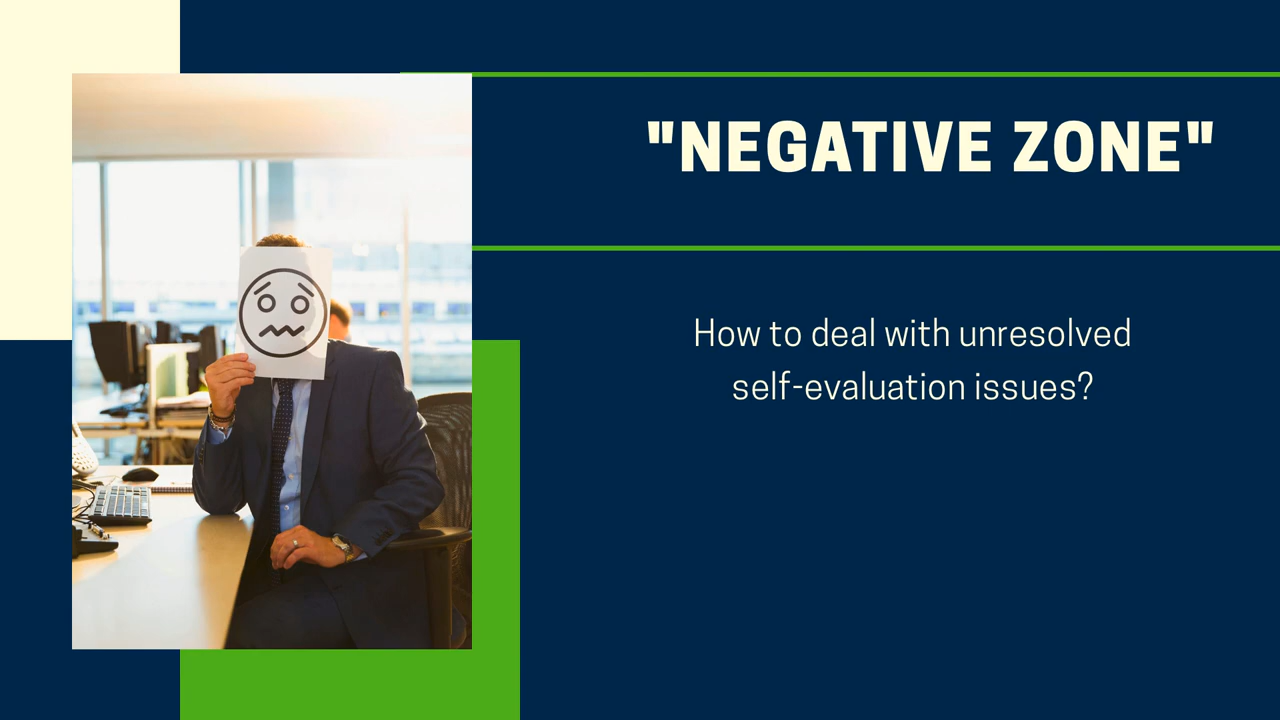 "NEGATIVE ZONE"
How to deal with unresolved
self-evaluation issues?